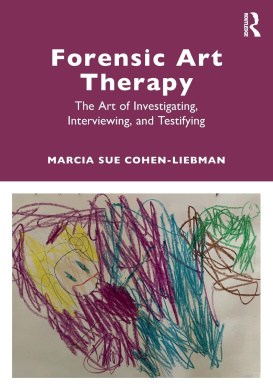 ROUTLEDGE
Forensic Art
Therapy
The Art of Investigating,
Interviewing, and Testifying
MARCIA SUE COHEN-LIEBMAN